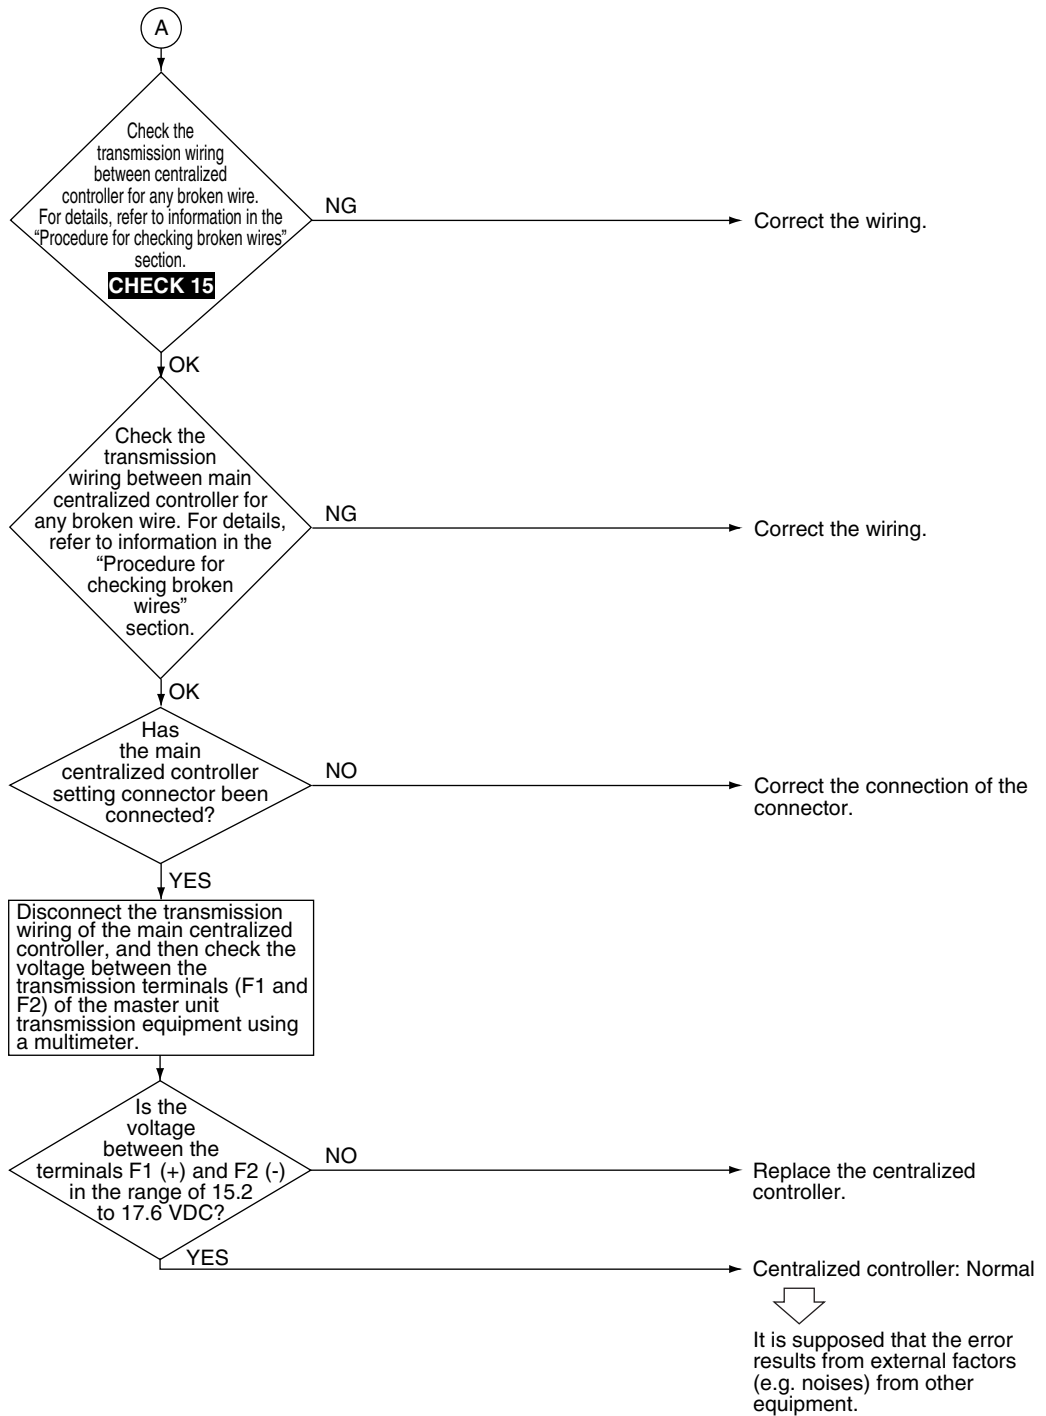 A
Check the
transmission wiring
between centralized
controller for any broken wire.
For details, refer to information in the
“Procedure for checking broken wires”
section.
CHECK 15
NG
Correct the wiring.
OK
Check the
transmission
wiring between main
centralized controller for
any broken wire. For details,
refer to information in the
“Procedure for
checking broken
wires”
section.
NG
Correct the wiring.
OK
Has
the main
centralized controller
setting connector been
connected?
NO
Correct the connection of the
connector.
YES
Disconnect the transmission
wiring of the main centralized
controller, and then check the
voltage between the
transmission terminals (F1 and
F2) of the master unit
transmission equipment using
a multimeter.
Is the
voltage
between the
terminals F1 (+) and F2 (-)
in the range of 15.2
to 17.6 VDC?
NO
Replace the centralized
controller.
YES
Centralized controller: Normal
It is supposed that the error
results from external factors
(e.g. noises) from other
equipment.